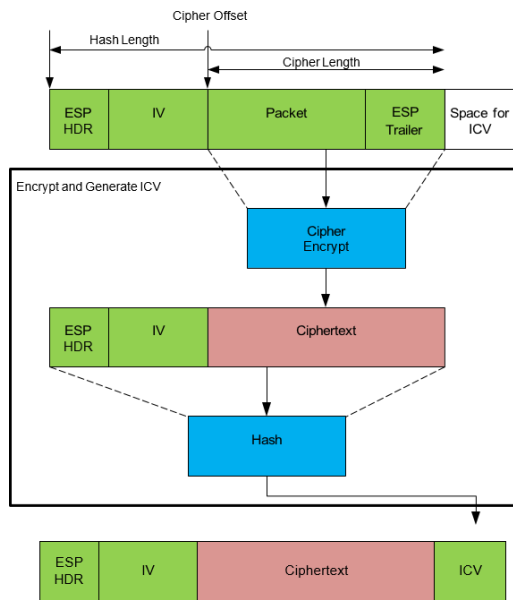 Cipher Offset
Hash Length
Cipher Length
ESP
HDR
IV
Packet
ESP
Trailer
Space for
ICV
Encrypt and Generate ICV
Cipher
Encrypt
ESP
HDR
IV
Ciphertext
Hash
ESP
HDR
IV
Ciphertext
ICV